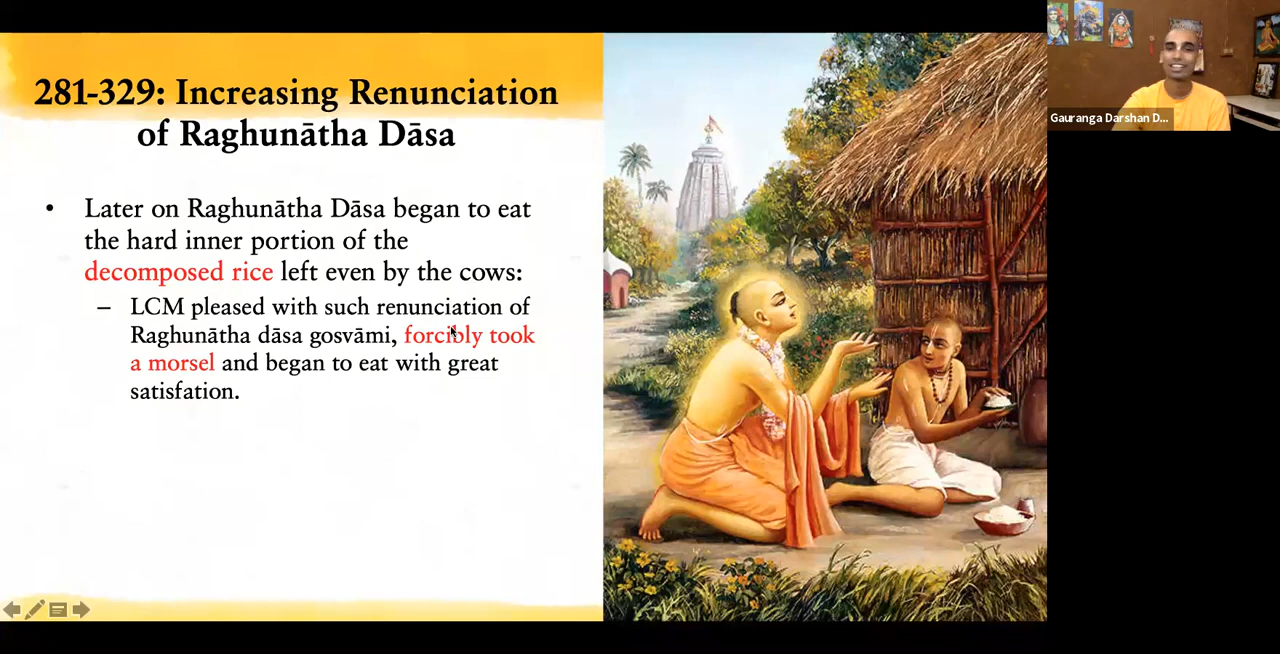 281-329: Increasing Renunciation
of Raghunātha Dāsa
• Later on Raghunātha Dāsa began to eat
the hard inner portion of the
decomposed rice left even by the cows:
– LCM pleased with such renunciation of
Raghunātha dāsa gosvāmi, forcibly took
a morsel and began to eat with great
satisfation.
Gauranga Darshan D...